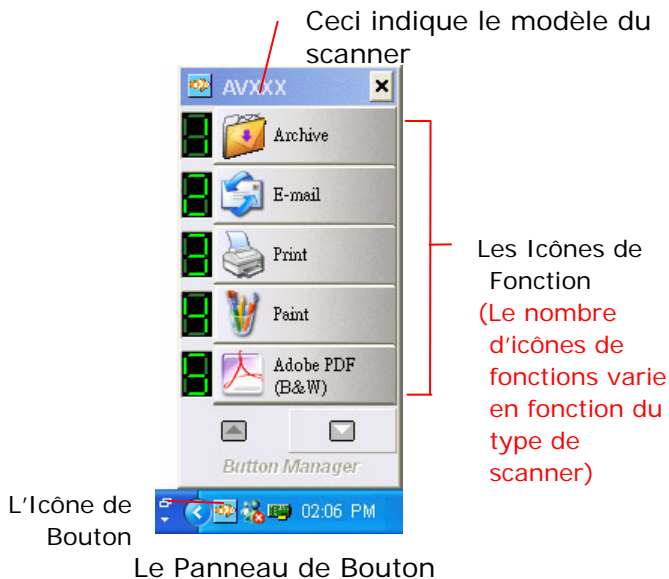 Ceci indique le modèle du
scanner
AVXXX
Archive
E-mail
Print
Paint
Adobe PDF
(B&W)
Button Manager
Les Icônes de
Fonction
(Le nombre
d'icônes de
fonctions varie
en fonction du
type de
scanner)
L'Icône de
Bouton
02:06 PM
Le Panneau de Bouton